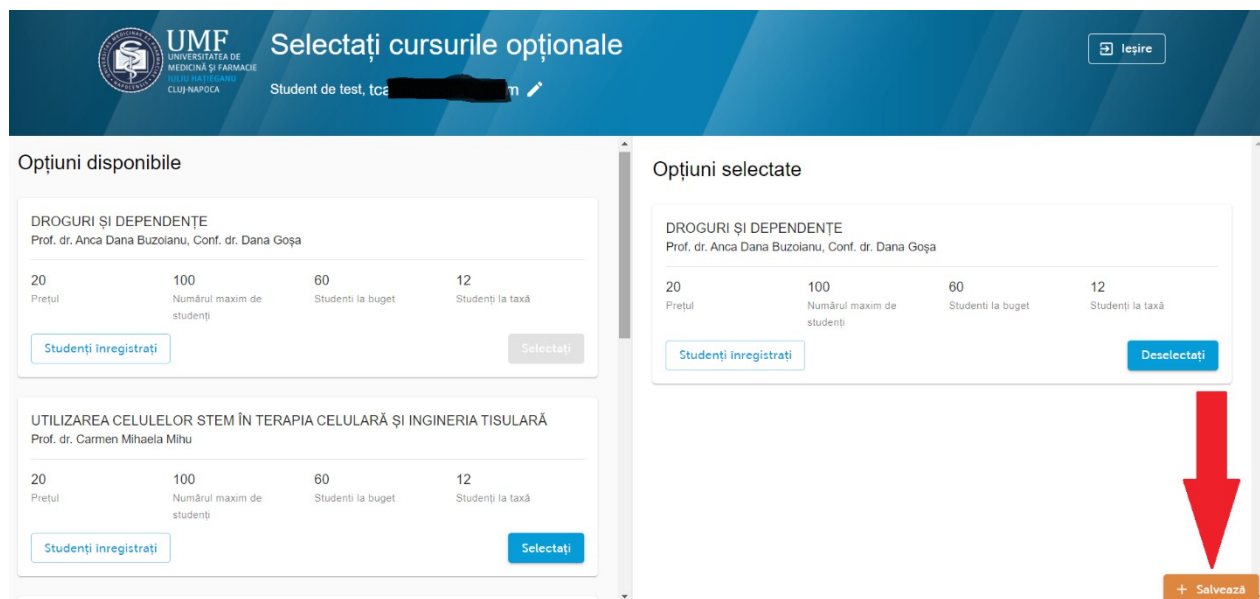 UMF
UNIVERSITATEA DE
MEDICINĂ ȘI FARMACIE
IULIU HAȚIEGANU
CLUJ-NAPOCA
Selectați cursurile opționale
Student de test, tca m
Ieșire
Opțiuni disponibile
DROGURI ȘI DEPENDENȚE
Prof. dr. Anca Dana Buzoianu, Conf. dr. Dana Goșa
20 100 60 12
Prețul Numărul maxim de Studenti la buget Studenți la taxă
studenți
Studenți înregistrați Selectați
UTILIZAREA CELULELOR STEM ÎN TERAPIA CELULARĂ ȘI INGINERIA TISULARĂ
Prof. dr. Carmen Mihaela Mihu
20 100 60 12
Prețul Numărul maxim de Studenti la buget Studenți la taxă
studenți
Studenți înregistrați Selectați
Opțiuni selectate
DROGURI ȘI DEPENDENȚE
Prof. dr. Anca Dana Buzoianu, Conf. dr. Dana Goșa
20 100 60 12
Prețul Numărul maxim de Studenti la buget Studenți la taxă
studenți
Studenți înregistrați Deselectați
+ Salvează